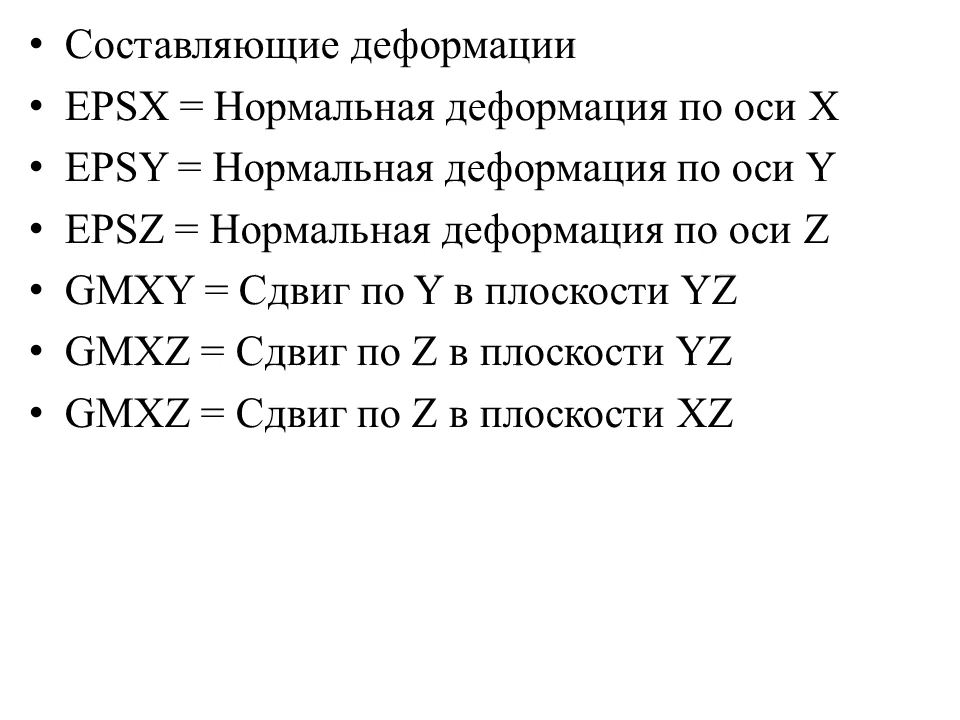 • Составляющие деформации
• EPSX = Нормальная деформация по оси X
• EPSY = Нормальная деформация по оси Y
• EPSZ = Нормальная деформация по оси Z
• GMXY = Сдвиг по Y в плоскости YZ
• GMXZ = Сдвиг по Z в плоскости YZ
• GMXZ = Сдвиг по Z в плоскости XZ